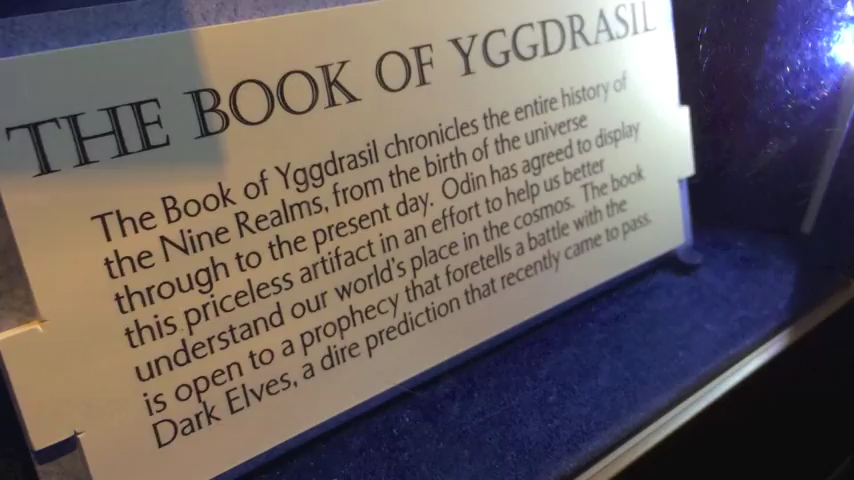 THE BOOK OF YGGDRASIL
The Book of Yggdrasil chronicles the entire history of
the Nine Realms, from the birth of the universe
through to the present day. Odin has agreed to display
this priceless artifact in an effort to help us better
understand our world's place in the cosmos. The book
is open to a prophecy that foretells a battle with the
Dark Elves, a dire prediction that recently came to pass.